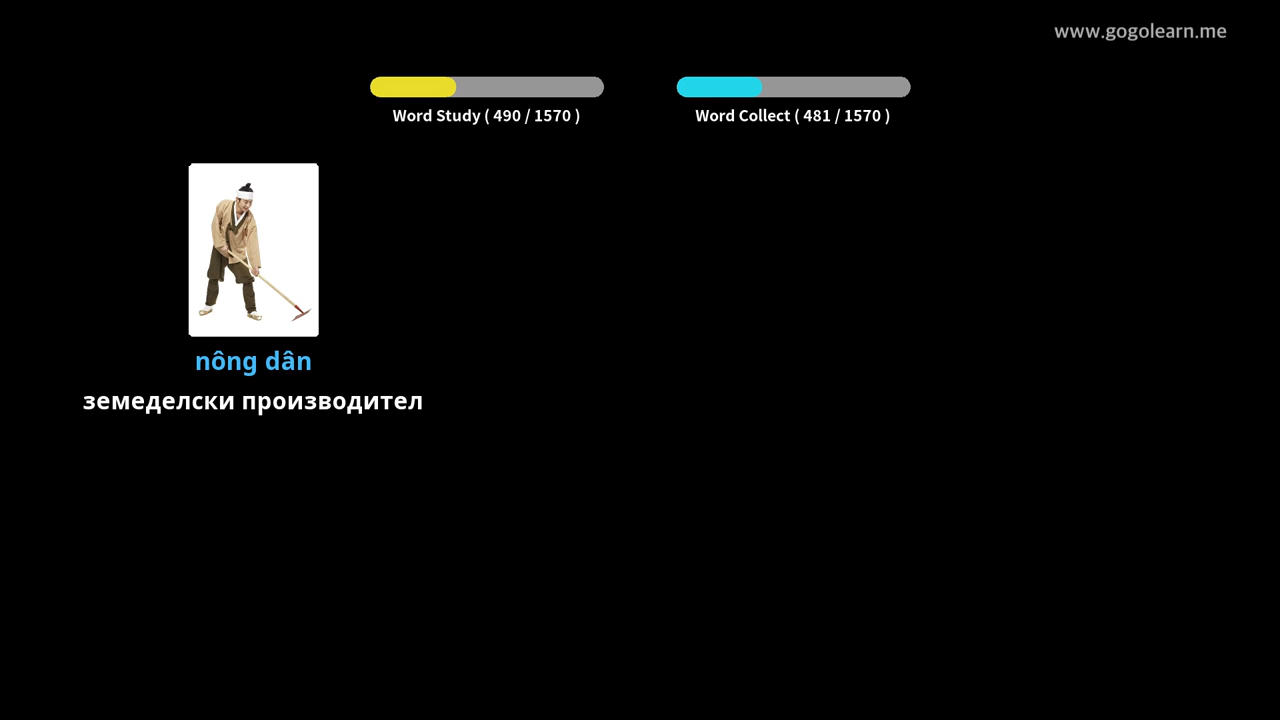 www.gogolearn.me
Word Study ( 490 / 1570 )
Word Collect ( 481 / 1570 )
nông dân
земеделски производител